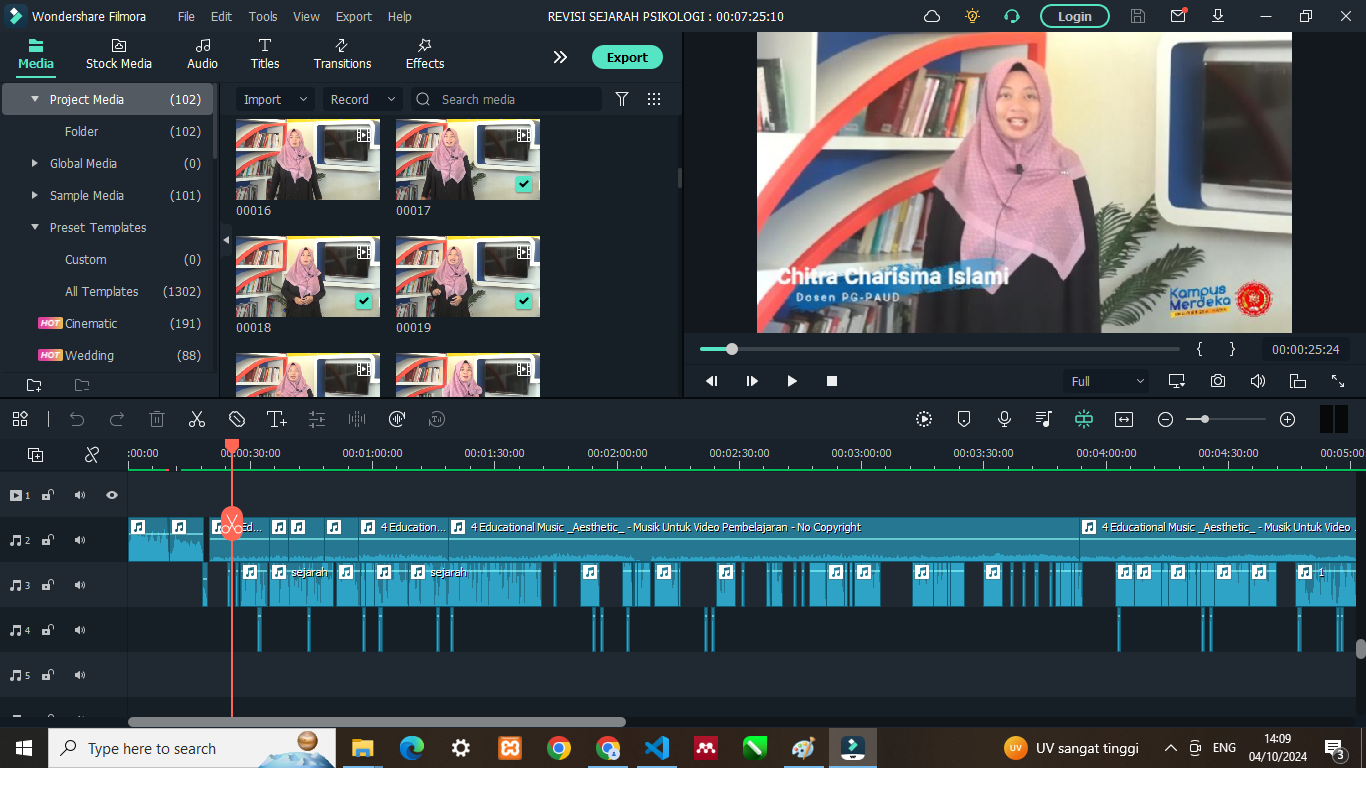 Wondershare Filmora File Edit Tools View Export Help REVISI SEJARAH PSIKOLOGI : 00:07:25:10 Login
Media Stock Media Audio Titles Transitions Effects Export
Project Media (102)
Folder (102)
Global Media (0)
Sample Media (101)
Preset Templates
Custom (0)
All Templates (1302)
HOT Cinematic (191)
HOT Wedding (88)
Import Record Search media
00016 00017
00018 00019
Chitra Charisma Islami
Dosen PG-PAUD
Kampus
Merdeka
00:00:25:24
Full
:00:00 00:00:30:00 00:01:00:00 00:01:30:00 00:02:00:00 00:02:30:00 00:03:00:00 00:03:30:00 00:04:00:00 00:04:30:00 00:05:00
1
2 Ed... 4 Education... 4 Educational Music _Aesthetic_ - Musik Untuk Video Pembelajaran - No Copyright 4 Educational Music _Aesthetic_ - Musik Untuk Video
3 sejarah sejarah 1
4
5
Type here to search UV UV sangat tinggi ENG 14:09
04/10/2024 3